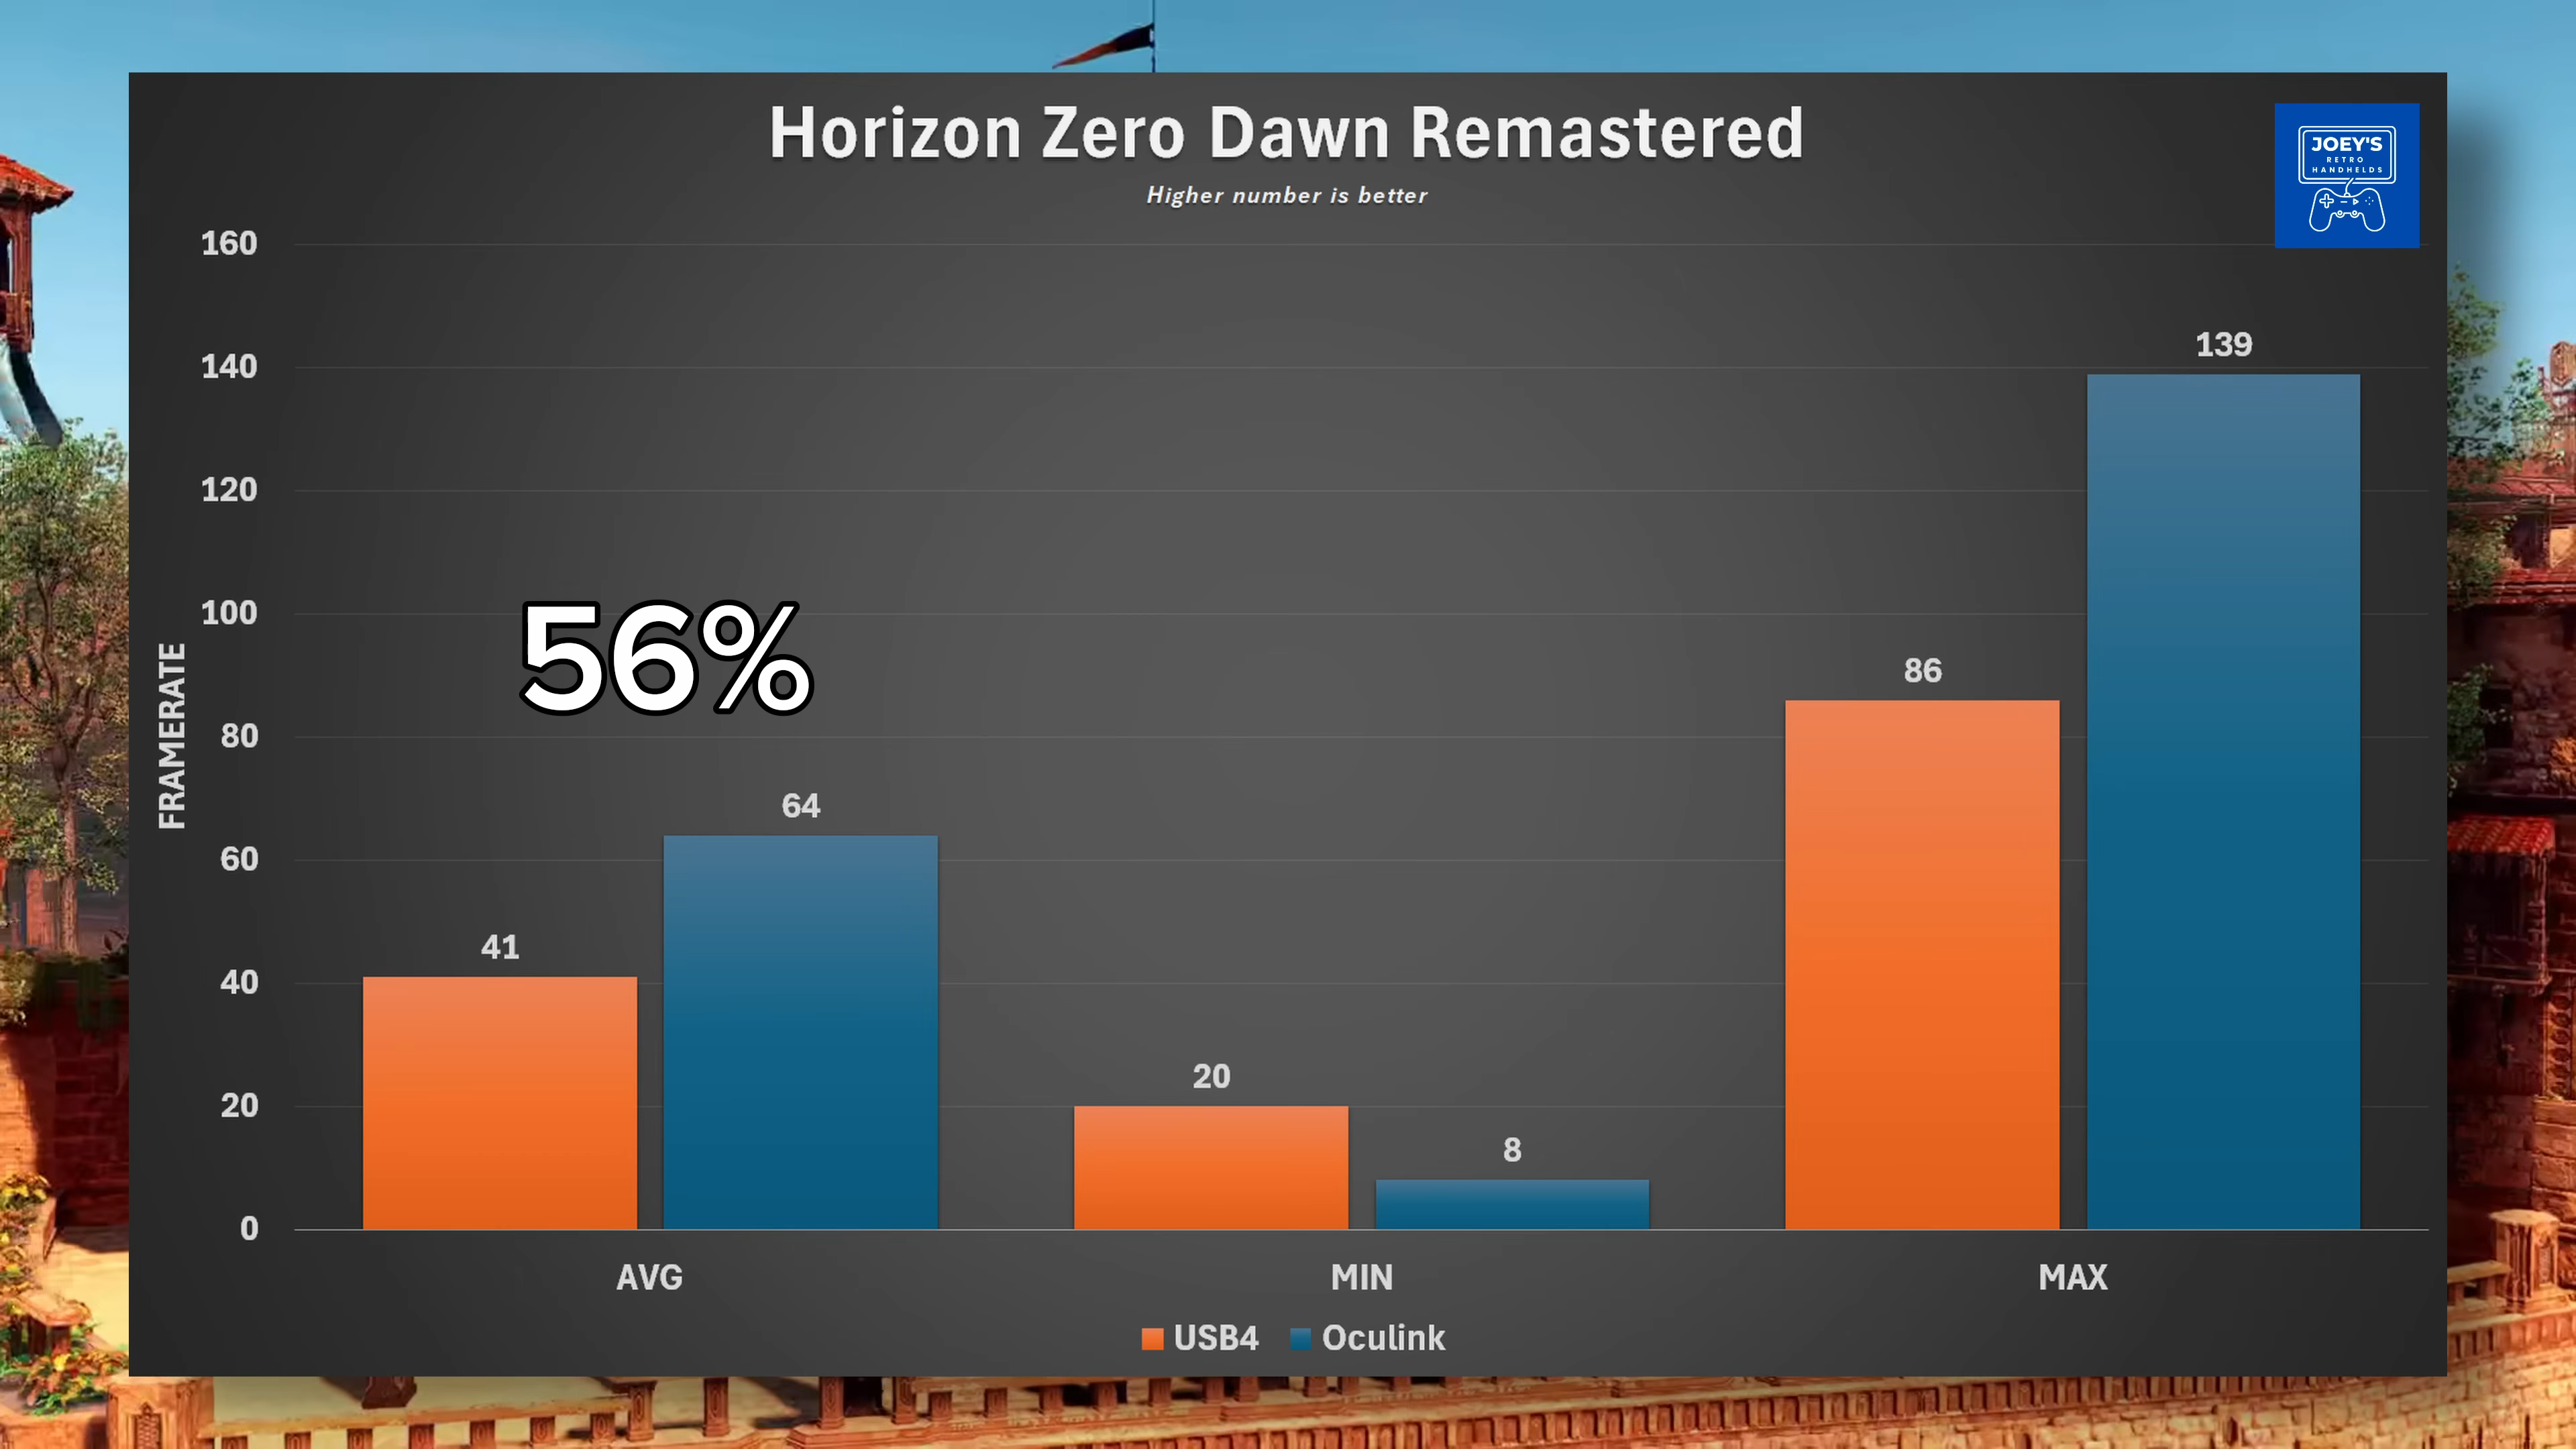 Horizon Zero Dawn Remastered
Higher number is better
JOEY'S
RETRO
HANDHELDS
FRAMERATE
160
140
120
100
80
60
40
20
0
56%
41
64
20
8
86
139
AVG
MIN
MAX
USB4
Oculink